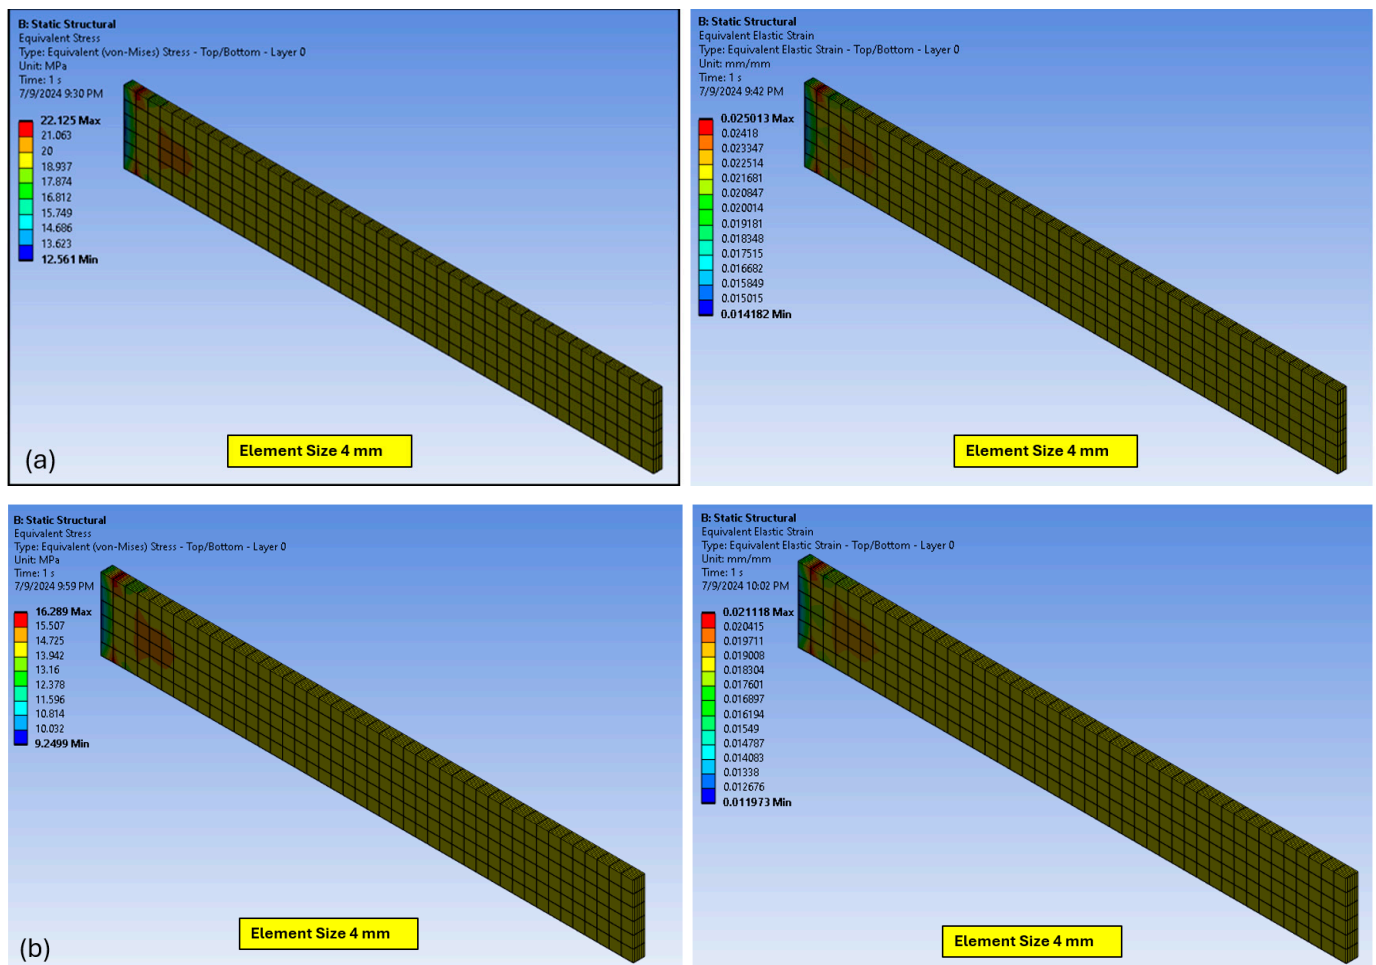 B: Static Structural
Equivalent Stress
Type: Equivalent (von-Mises) Stress - Top/Bottom - Layer 0
Unit: MPa
Time: 1 s
7/9/2024 9:30 PM
22.125 Max
21.063
20
18.937
17.874
16.812
15.749
14.686
13.623
12.561 Min
Element Size 4 mm
(a)
B: Static Structural
Equivalent Elastic Strain
Type: Equivalent Elastic Strain - Top/Bottom - Layer 0
Unit: mm/mm
Time: 1 s
7/9/2024 9:42 PM
0.025013 Max
0.02418
0.023347
0.022514
0.021681
0.020847
0.020014
0.019181
0.018348
0.017515
0.016682
0.015849
0.015015
0.014182 Min
Element Size 4 mm
B: Static Structural
Equivalent Stress
Type: Equivalent (von-Mises) Stress - Top/Bottom - Layer 0
Unit: MPa
Time: 1 s
7/9/2024 9:59 PM
16.289 Max
15.507
14.725
13.942
13.16
12.378
11.596
10.814
10.032
9.2499 Min
Element Size 4 mm
(b)
B: Static Structural
Equivalent Elastic Strain
Type: Equivalent Elastic Strain - Top/Bottom - Layer 0
Unit: mm/mm
Time: 1 s
7/9/2024 10:02 PM
0.021118 Max
0.020415
0.019711
0.019008
0.018304
0.017601
0.016897
0.016194
0.01549
0.014787
0.014083
0.01338
0.012676
0.011973 Min
Element Size 4 mm